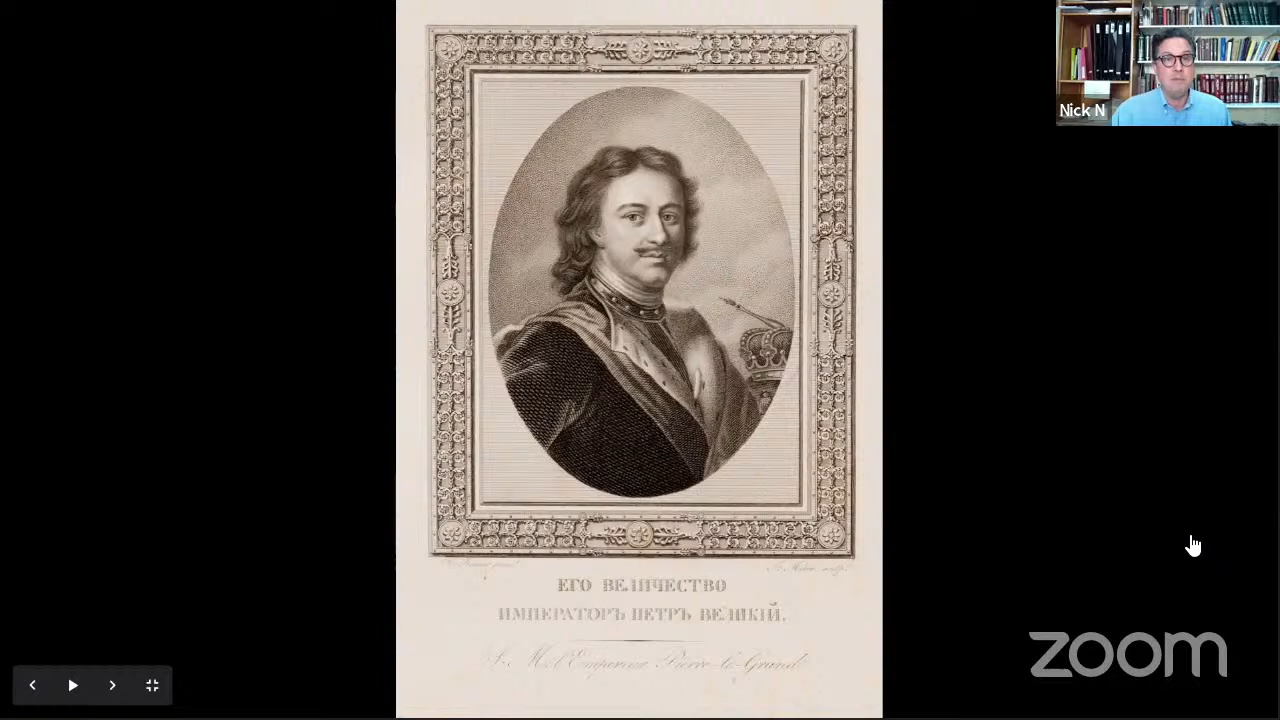 Nick N
ЕГО ВЕЛИЧЕСТВО
ИМПЕРАТОРЪ ПЕТРЪ ВЕЛИКІЙ.
S. M. l'Empereur Pierre le Grand
zoom